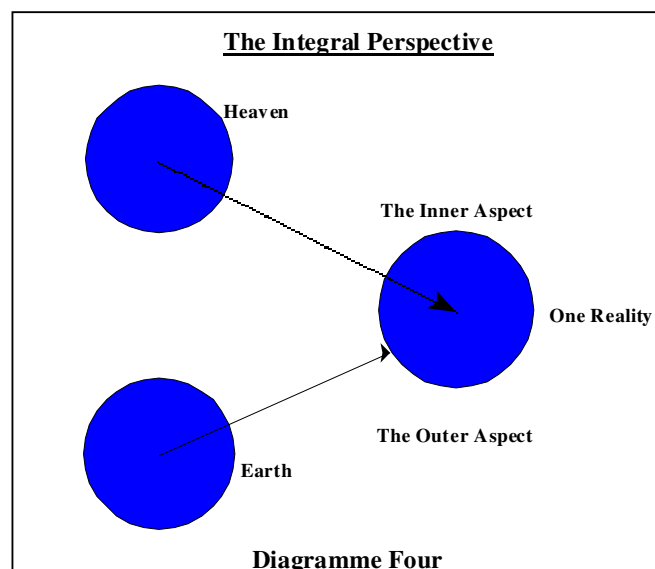 The Integral Perspective
Heaven
The Inner Aspect
One Reality
The Outer Aspect
Earth
Diagramme Four